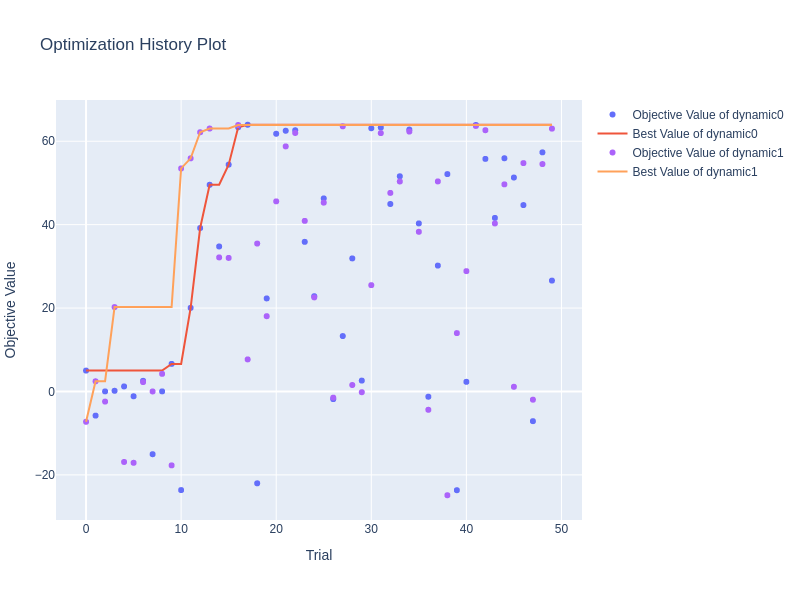 Optimization History Plot
Objective Value of dynamic0
Best Value of dynamic0
Objective Value of dynamic1
Best Value of dynamic1
60
40
20
0
−20
Objective Value
0
10
20
30
40
50
Trial